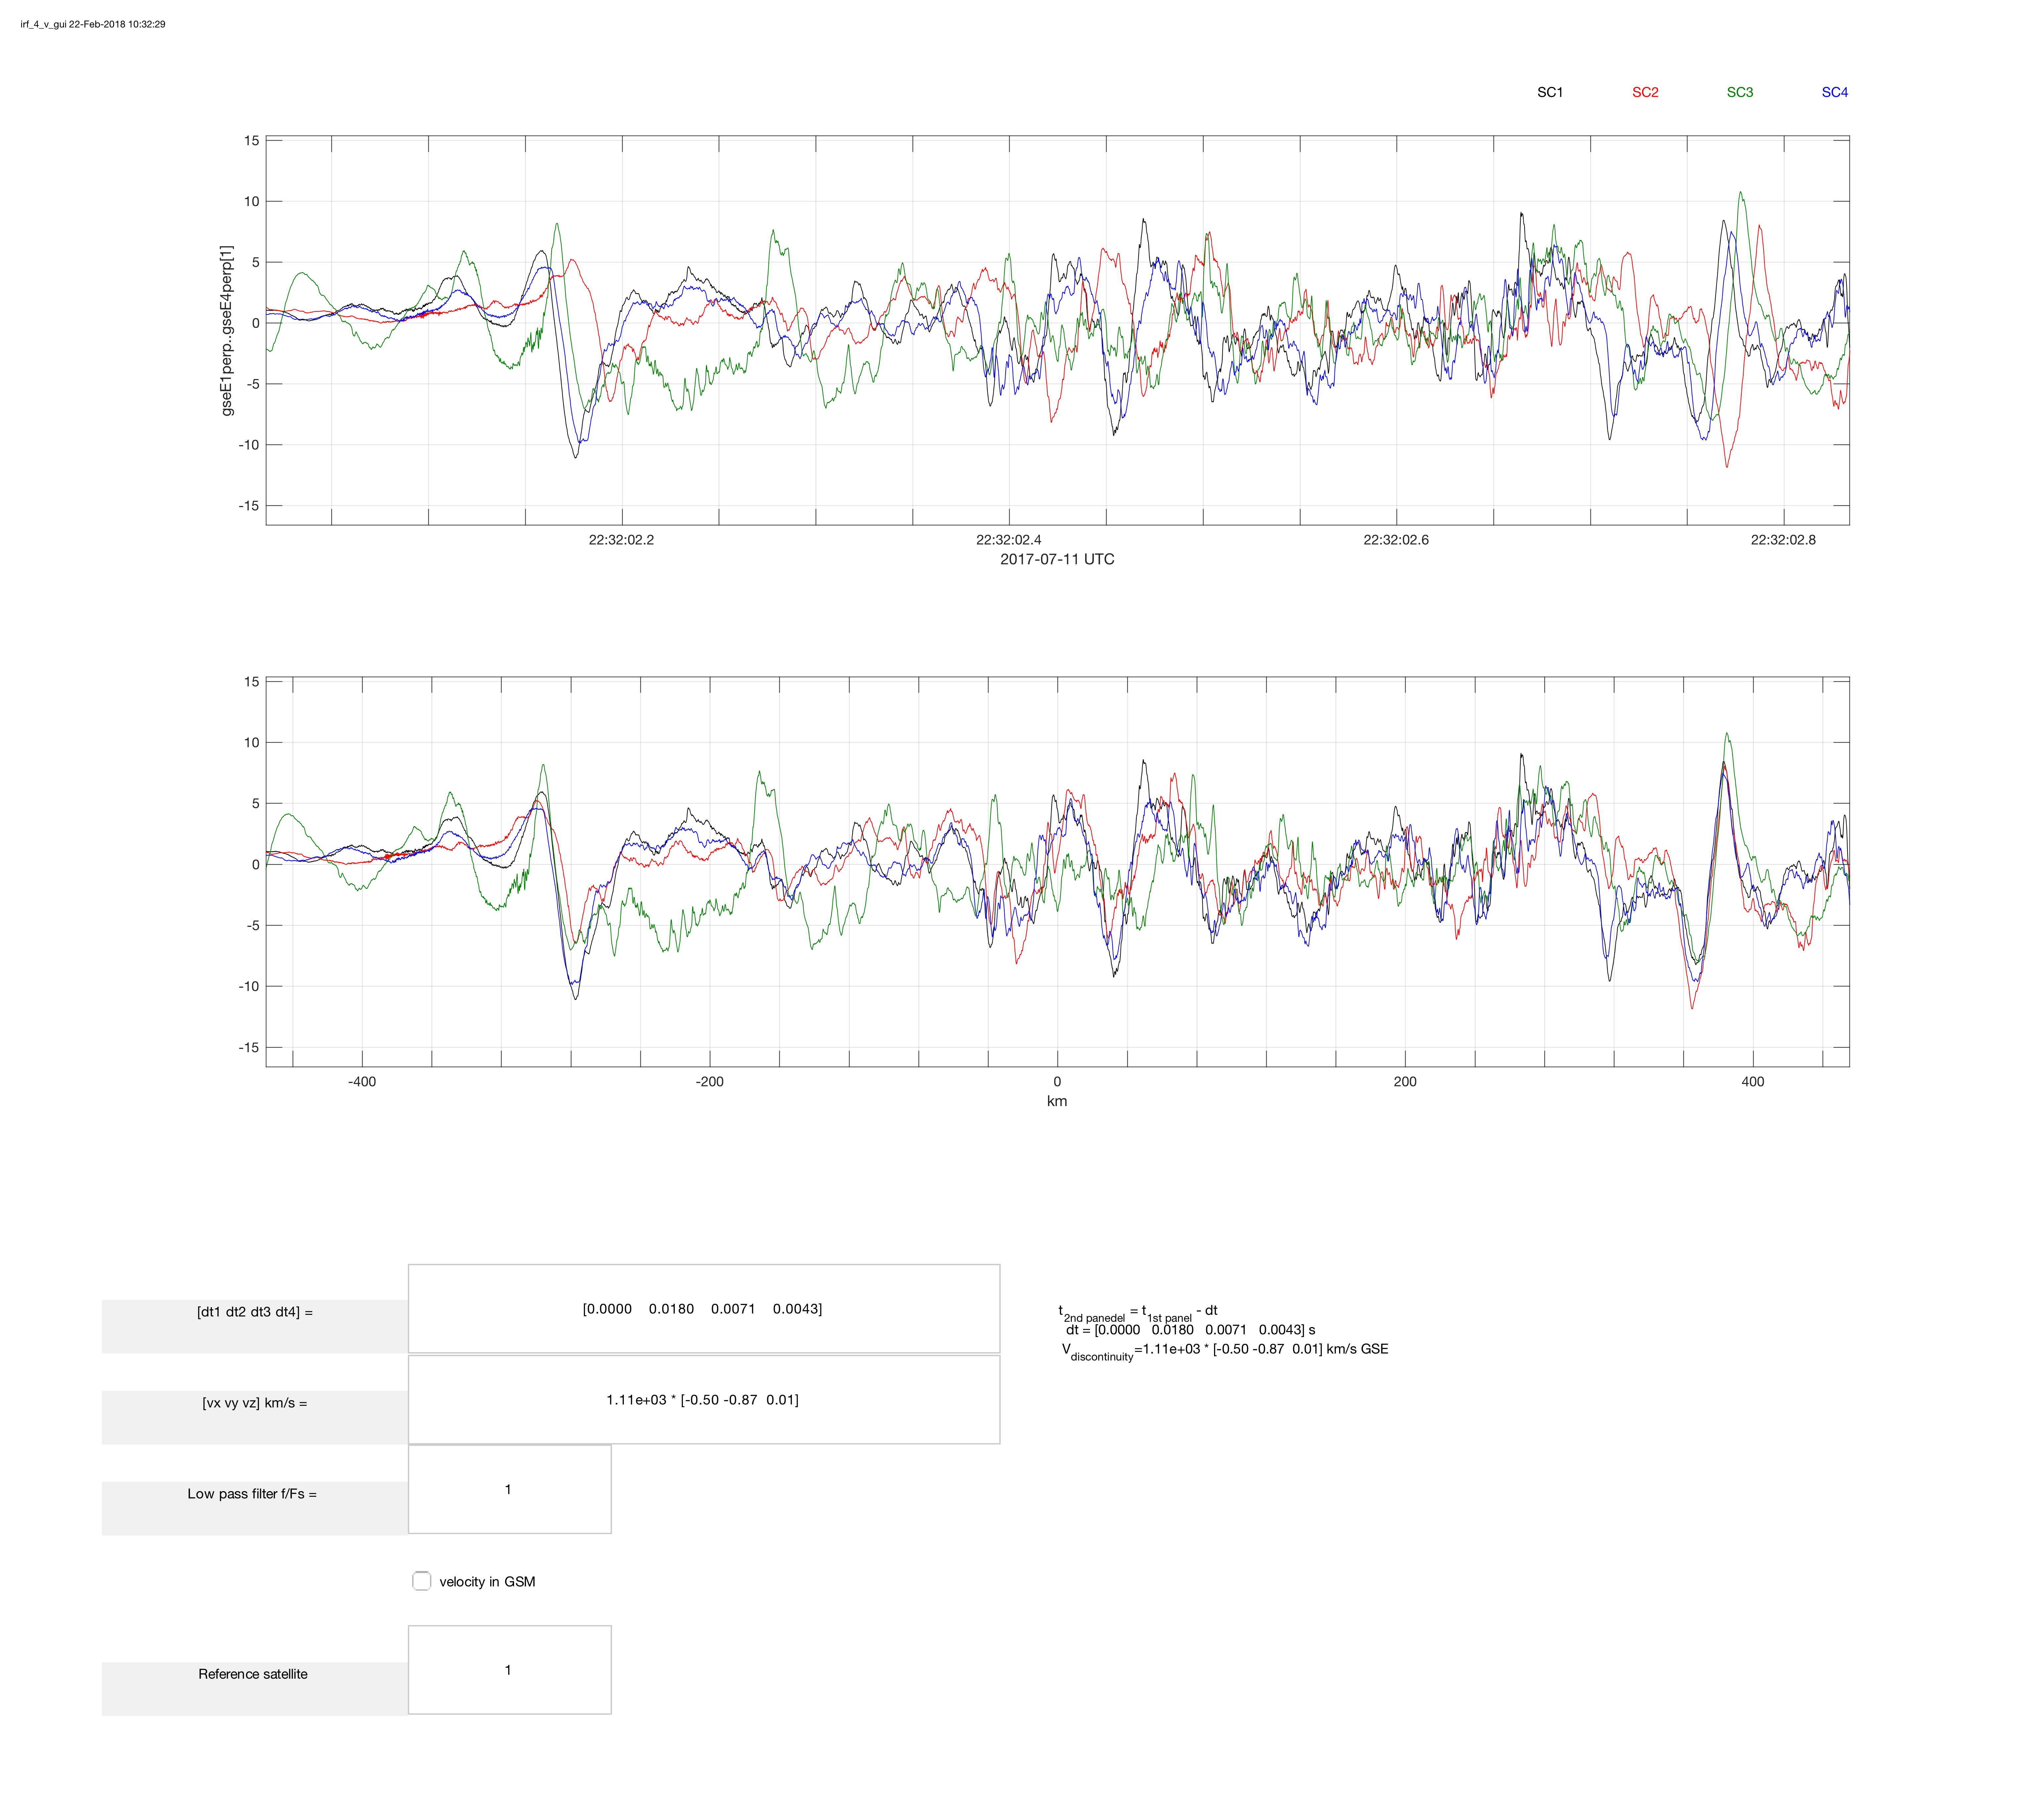 irf_4_v_gui 22-Feb-2018 10:32:29
SC1 SC2 SC3 SC4
gseE1perp..gseE4perp[1]
15
10
5
0
-5
-10
-15
22:32:02.2 22:32:02.4 22:32:02.6 22:32:02.8
2017-07-11 UTC
15
10
5
0
-5
-10
-15
-400 -200 0 200 400
km
[dt1 dt2 dt3 dt4] = [0.0000 0.0180 0.0071 0.0043]
t2nd panedel = t1st panel - dt
dt = [0.0000 0.0180 0.0071 0.0043] s
Vdiscontinuity=1.11e+03 * [-0.50 -0.87 0.01] km/s GSE
[vx vy vz] km/s = 1.11e+03 * [-0.50 -0.87 0.01]
Low pass filter f/Fs = 1
velocity in GSM
Reference satellite 1